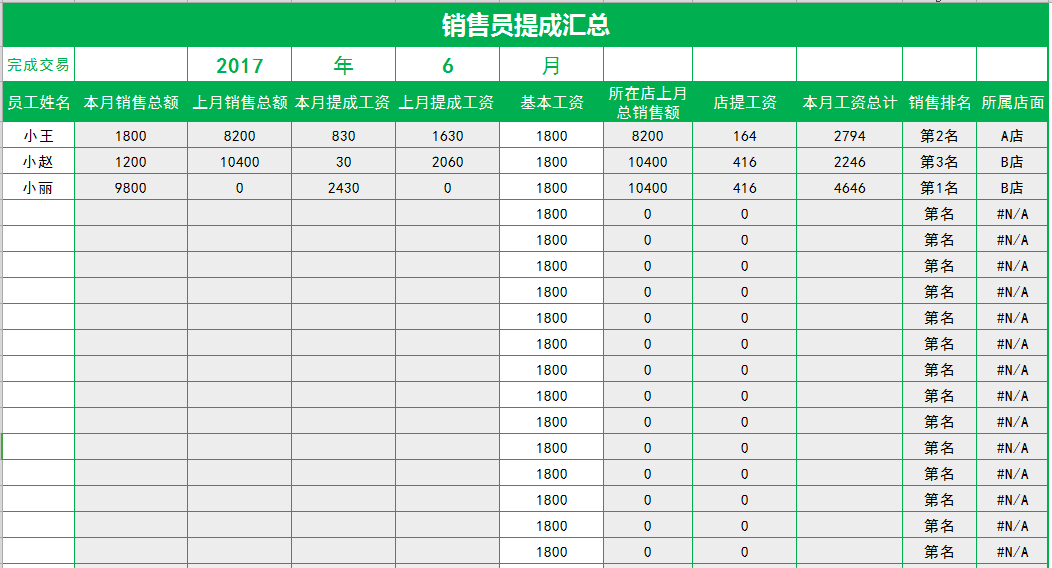 销售员提成汇总
完成交易 2017 年 6 月
员工姓名 本月销售总额 上月销售总额 本月提成工资 上月提成工资 基本工资 所在店上月总销售额 店提工资 本月工资总计 销售排名 所属店面
小王 1800 8200 830 1630 1800 8200 164 2794 第2名 A店
小赵 1200 10400 30 2060 1800 10400 416 2246 第3名 B店
小丽 9800 0 2430 0 1800 10400 416 4646 第1名 B店
1800 0 0 第名 #N/A
1800 0 0 第名 #N/A
1800 0 0 第名 #N/A
1800 0 0 第名 #N/A
1800 0 0 第名 #N/A
1800 0 0 第名 #N/A
1800 0 0 第名 #N/A
1800 0 0 第名 #N/A
1800 0 0 第名 #N/A
1800 0 0 第名 #N/A
1800 0 0 第名 #N/A
1800 0 0 第名 #N/A
1800 0 0 第名 #N/A
1800 0 0 第名 #N/A